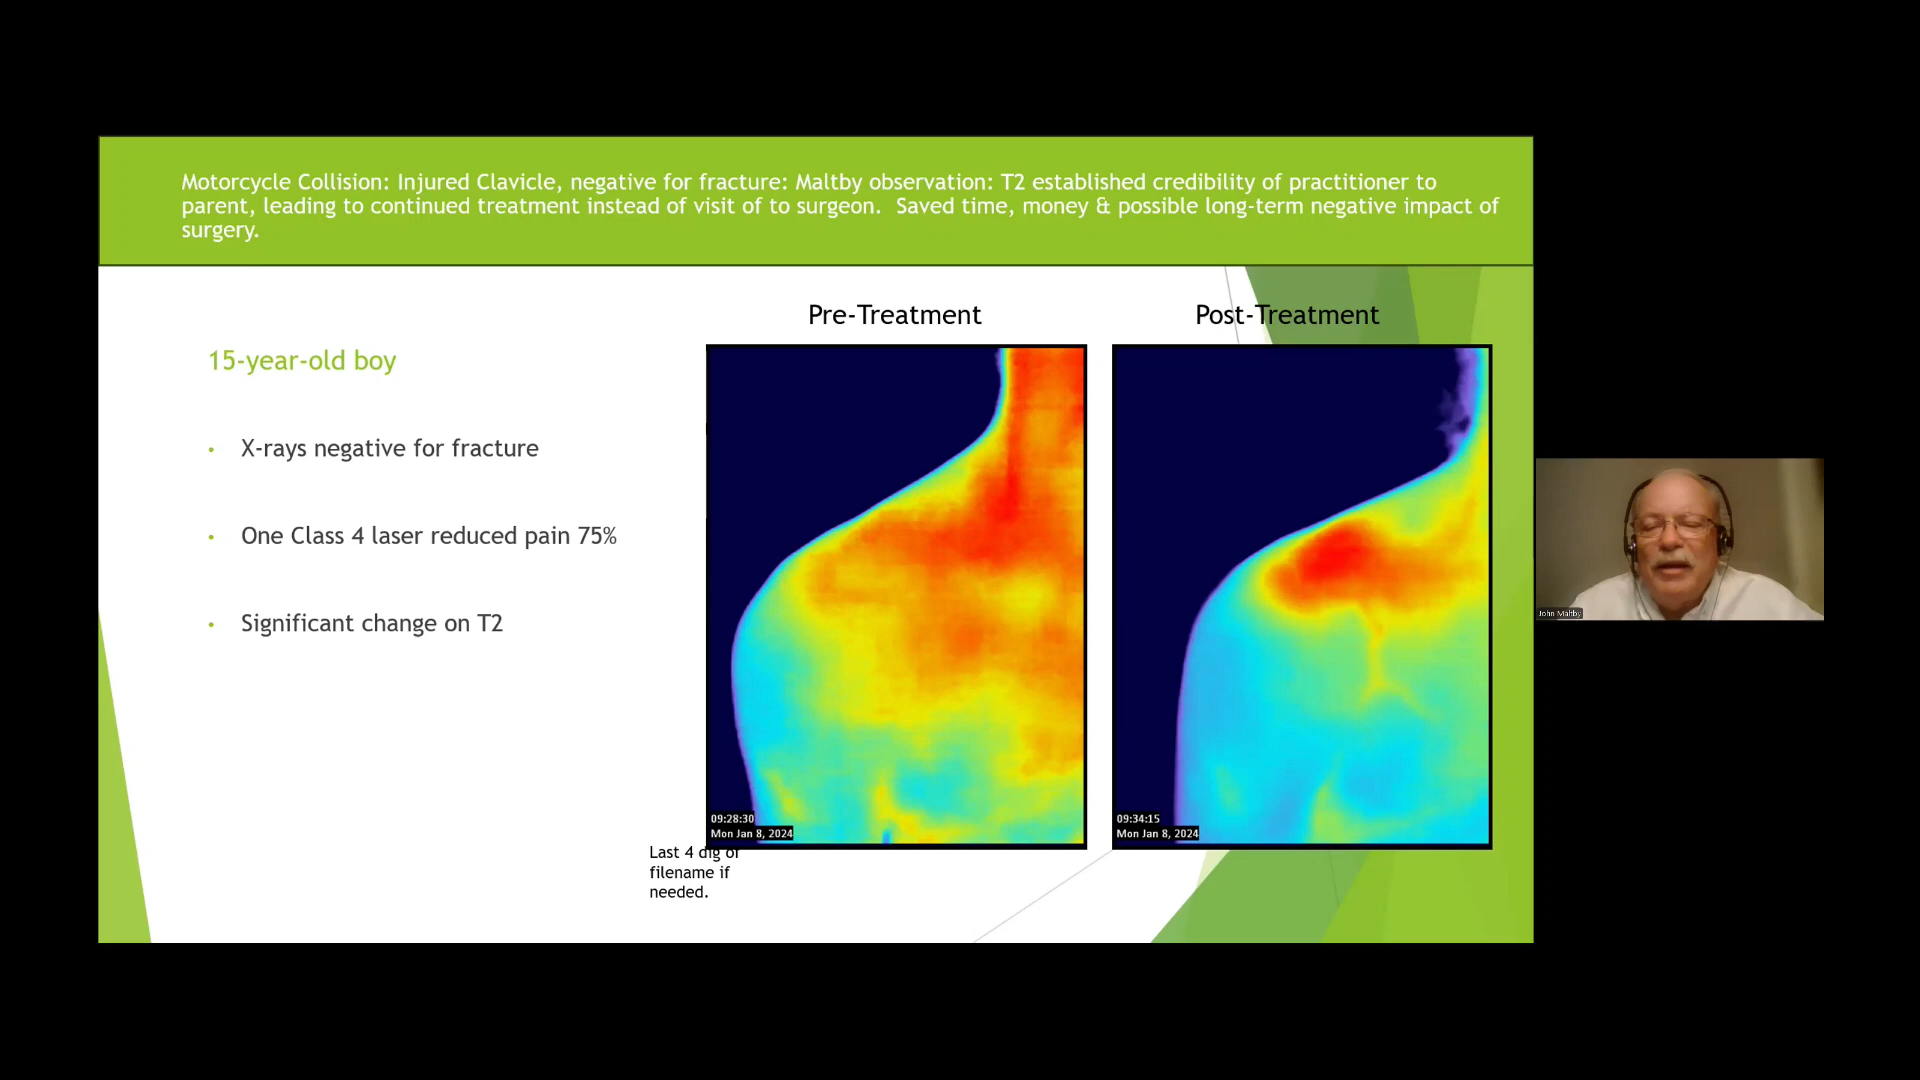 Motorcycle Collision: Injured Clavicle, negative for fracture: Maltby observation: T2 established credibility of practitioner to
parent, leading to continued treatment instead of visit of to surgeon.  Saved time, money & possible long-term negative impact of
surgery.
Pre-Treatment
Post-Treatment
15-year-old boy
• X-rays negative for fracture
• One Class 4 laser reduced pain 75%
• Significant change on T2
09:28:30
Mon Jan 8, 2024
09:34:15
Mon Jan 8, 2024
Last 4 dig of
filename if
needed.
John Maltby